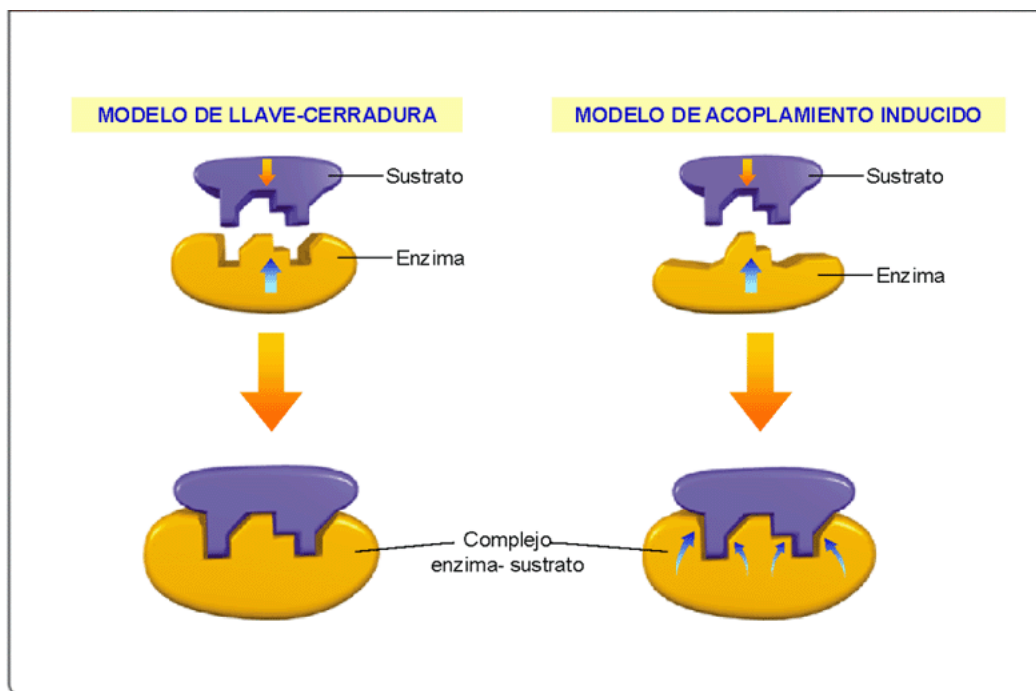 MODELO DE LLAVE-CERRADURA
Sustrato
Enzima
MODELO DE ACOPLAMIENTO INDUCIDO
Sustrato
Enzima
Complejo
enzima- sustrato